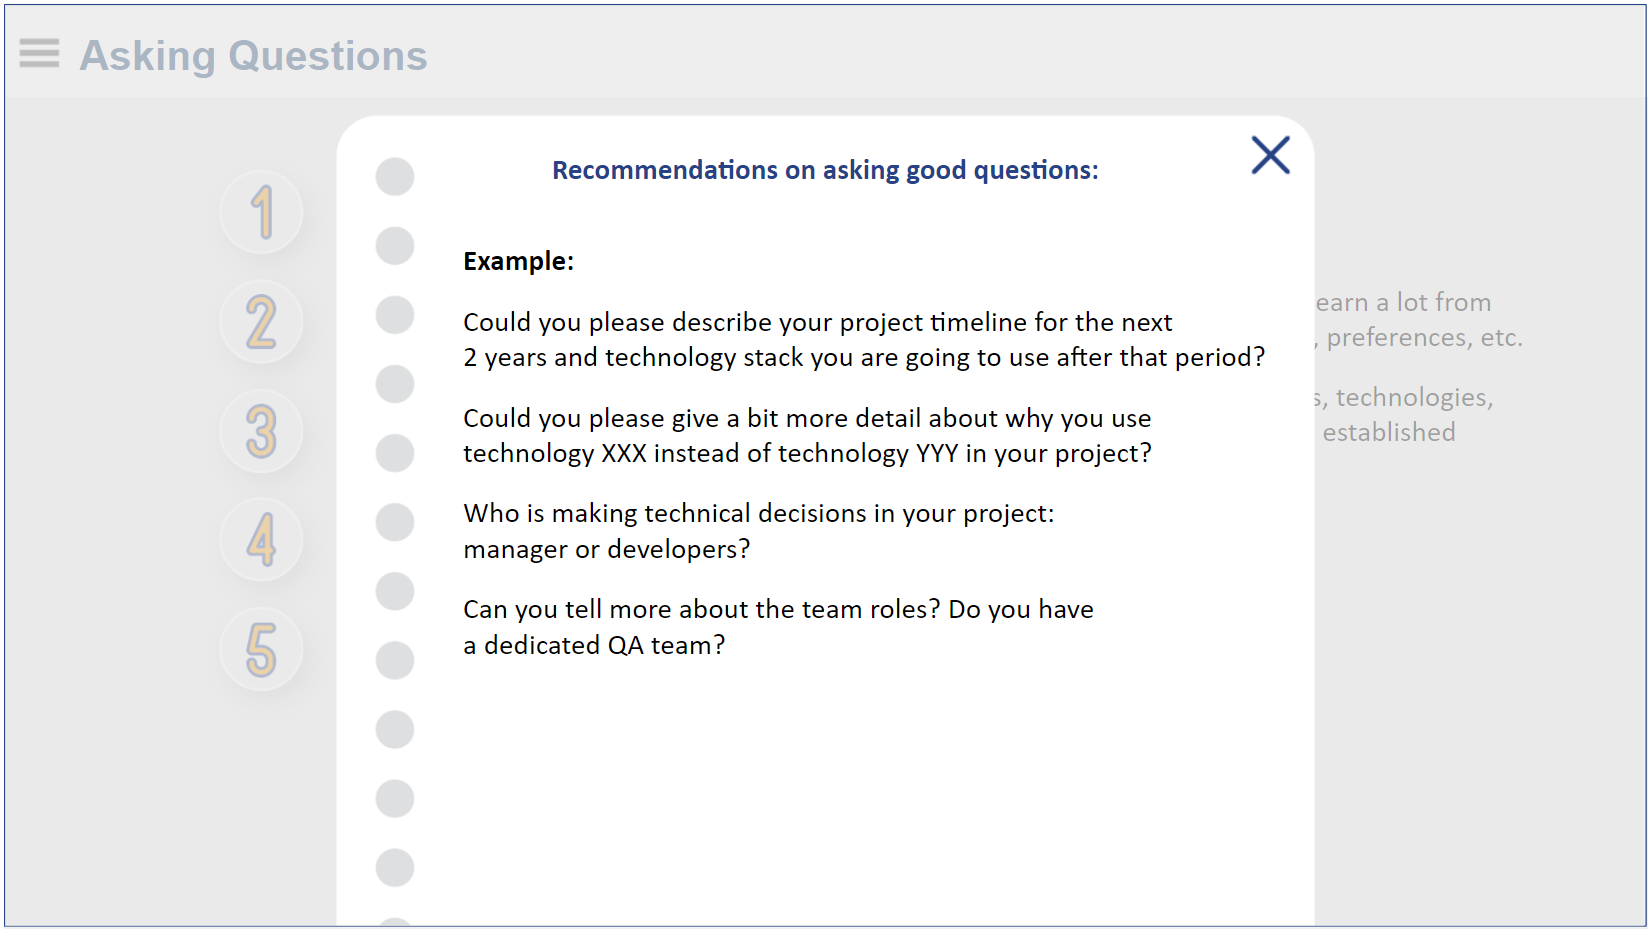 Asking Questions
Recommendations on asking good questions:
1
2
3
4
5
Example:
Could you please describe your project timeline for the next
2 years and technology stack you are going to use after that period?
Could you please give a bit more detail about why you use
technology XXX instead of technology YYY in your project?
Who is making technical decisions in your project:
manager or developers?
Can you tell more about the team roles? Do you have
a dedicated QA team?
earn a lot from
, preferences, etc.
s, technologies,
established